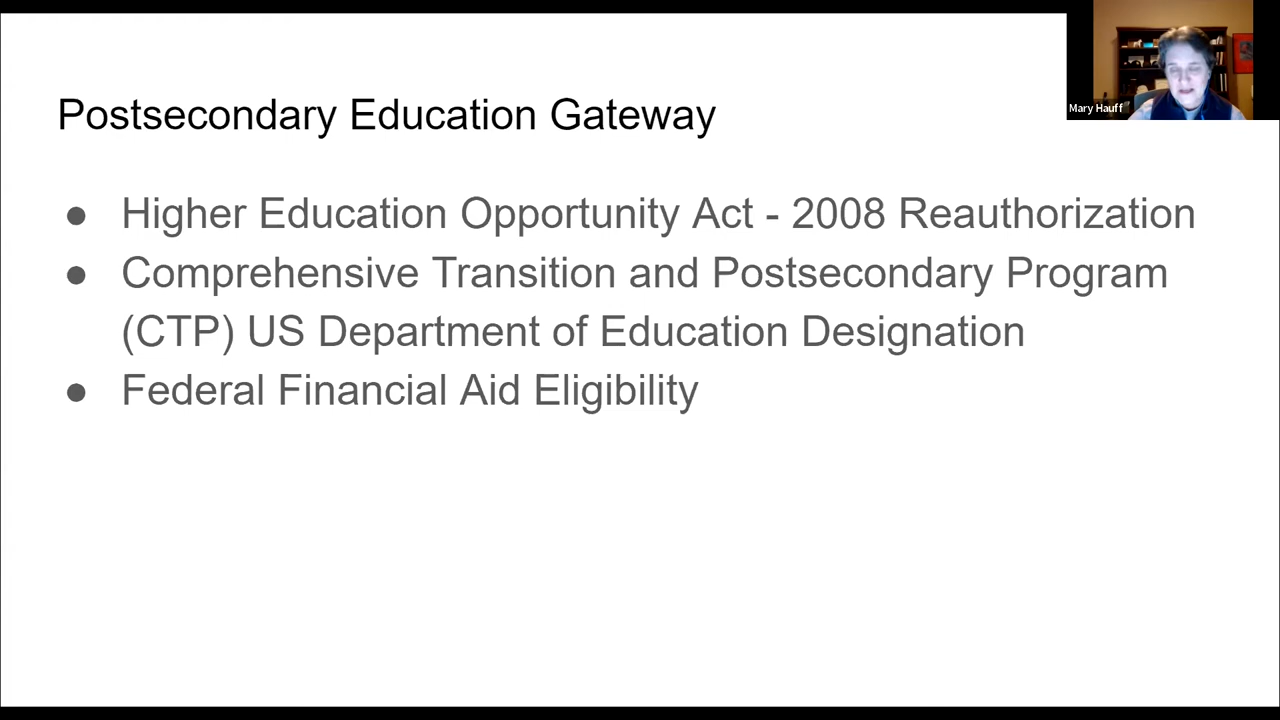 Mary Hauff
Postsecondary Education Gateway
● Higher Education Opportunity Act - 2008 Reauthorization
● Comprehensive Transition and Postsecondary Program
(CTP) US Department of Education Designation
● Federal Financial Aid Eligibility